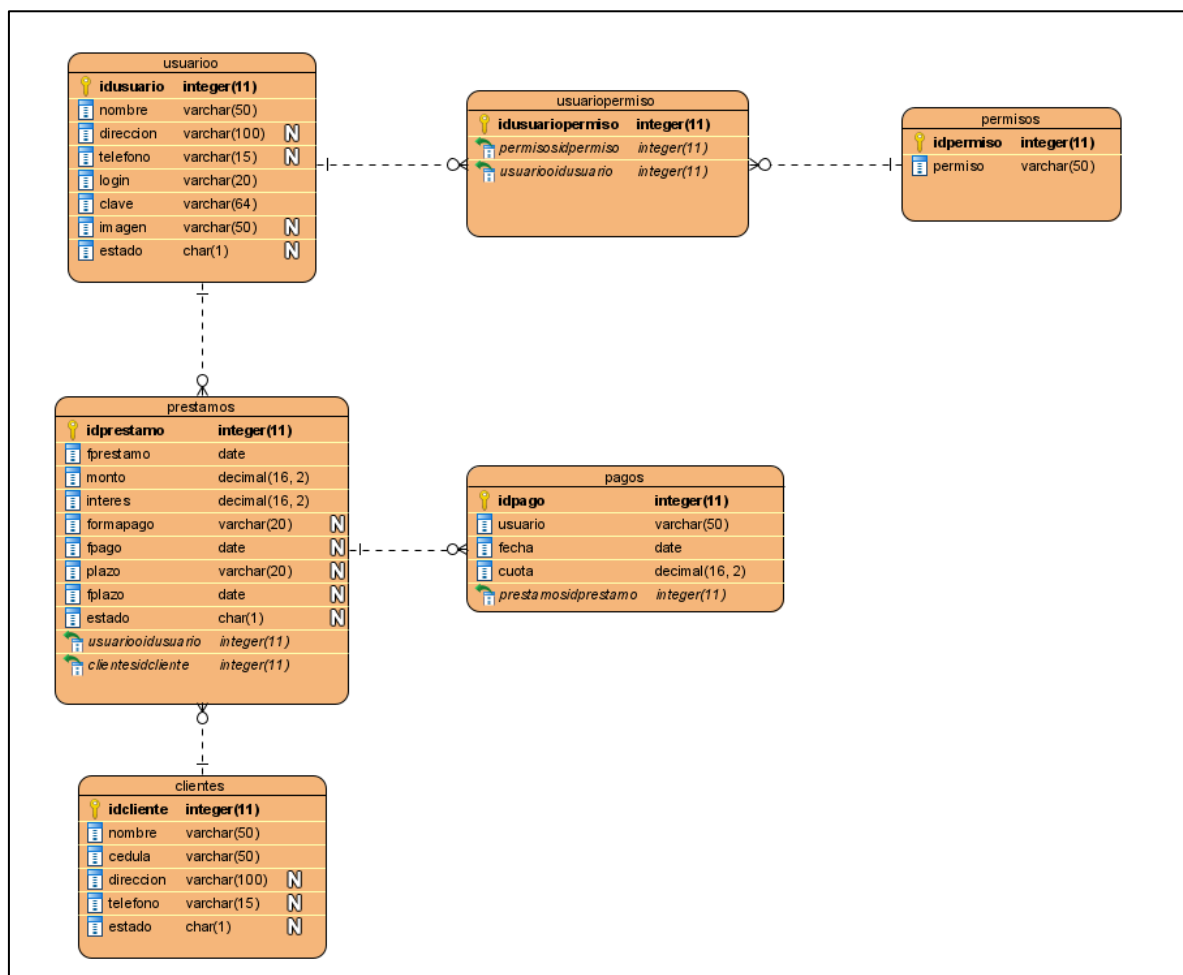 usuarioo
idusuario integer(11)
nombre varchar(50)
direccion varchar(100) N
telefono varchar(15) N
login varchar(20)
clave varchar(64)
imagen varchar(50) N
estado char(1) N
usuariopermiso
idusuariopermiso integer(11)
permisosidpermiso integer(11)
usuariooidusuario integer(11)
permisos
idpermiso integer(11)
permiso varchar(50)
prestamos
idprestamo integer(11)
fprestamo date
monto decimal(16, 2)
interes decimal(16, 2)
formapago varchar(20) N
fpago date N
plazo varchar(20) N
fplazo date N
estado char(1) N
usuariooidusuario integer(11)
clientesidcliente integer(11)
pagos
idpago integer(11)
usuario varchar(50)
fecha date
cuota decimal(16, 2)
prestamosidprestamo integer(11)
clientes
idcliente integer(11)
nombre varchar(50)
cedula varchar(50)
direccion varchar(100) N
telefono varchar(15) N
estado char(1) N